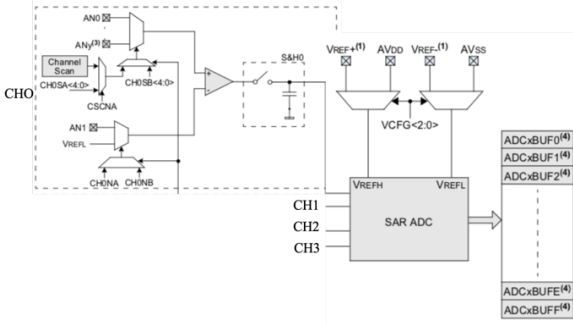 AN0
ANy(3)
Channel
Scan
CH0SA<4:0>
CH0SB<4:0>
CSCNA
CHO
S&H0
AN1
VREFL
CH0NA
CH0NB
VREF+(1)
AVDD
VREF-(1)
AVSS
VCFG<2:0>
VREFH
VREFL
SAR ADC
CH1
CH2
CH3
ADCxBUF0(4)
ADCxBUF1(4)
ADCxBUF2(4)
ADCxBUFE(4)
ADCxBUFF(4)